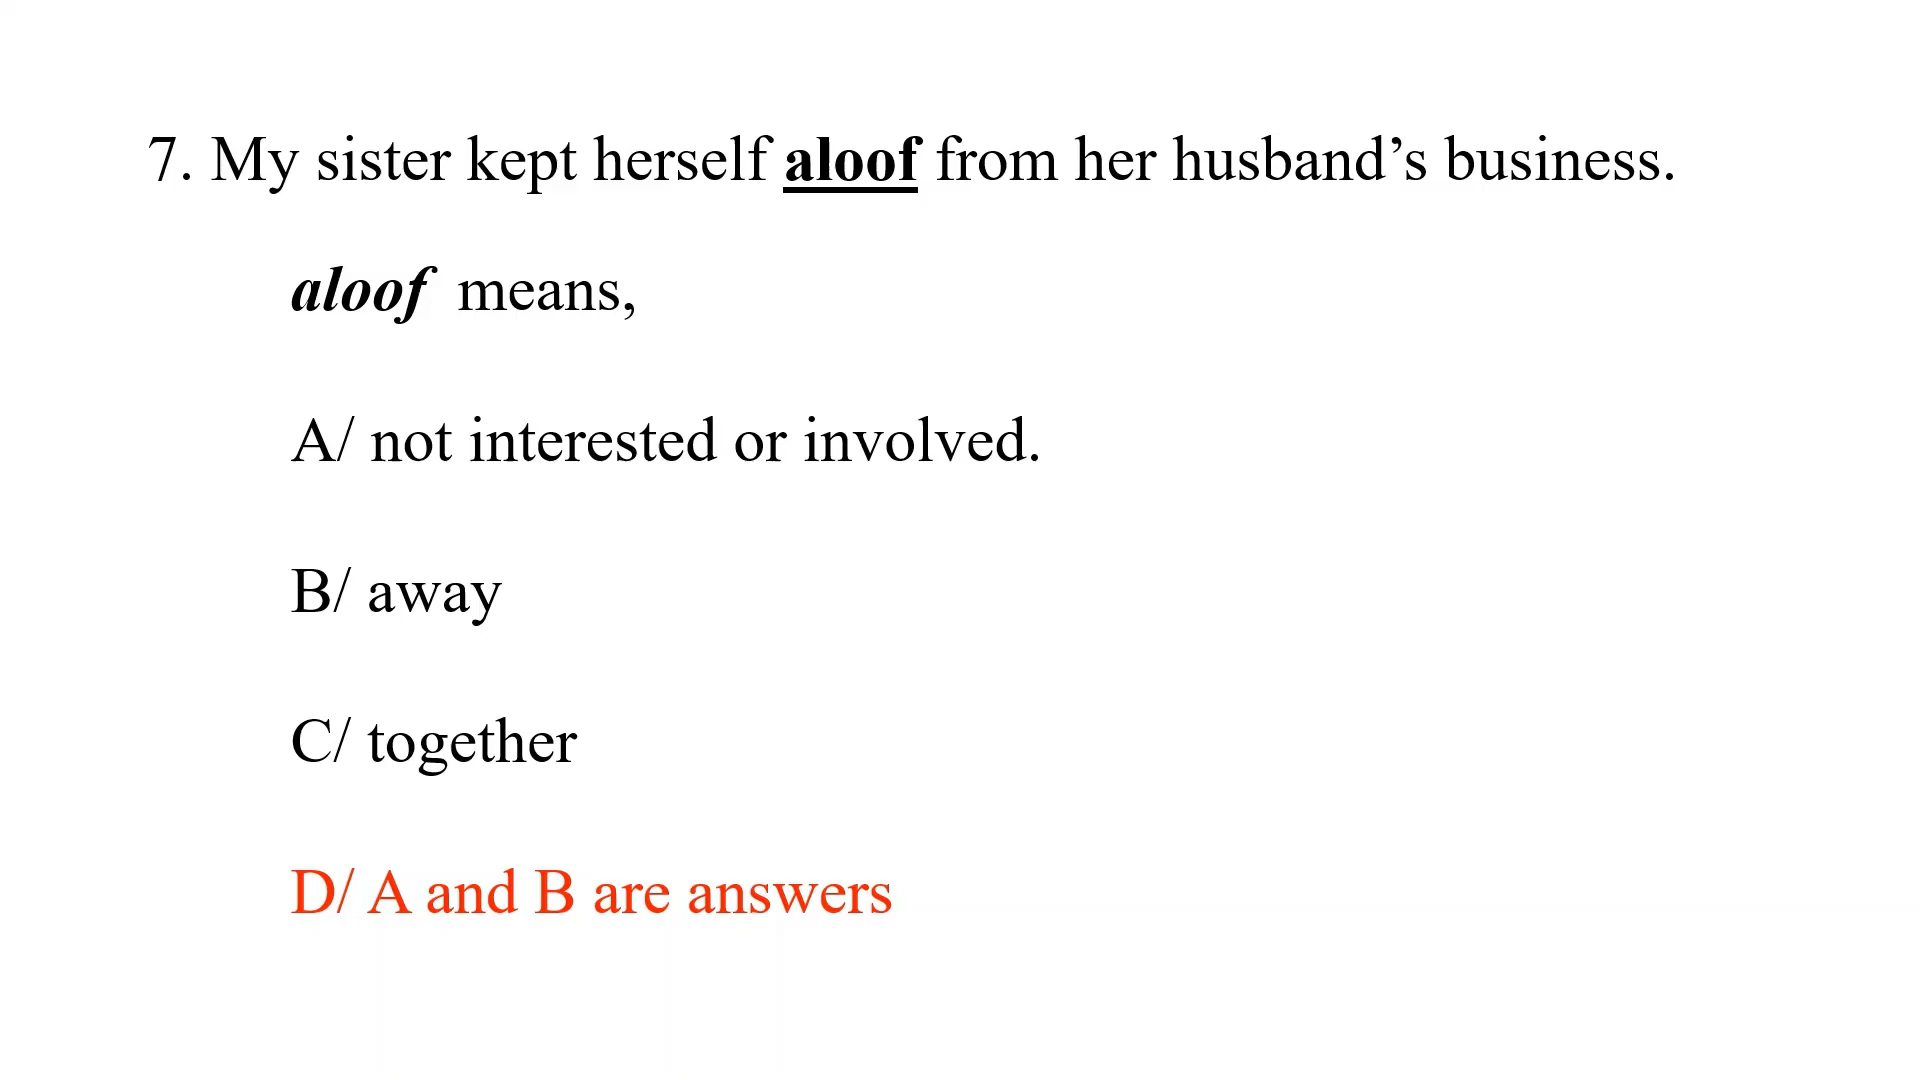 7. My sister kept herself aloof from her husband’s business.
aloof means,
A/ not interested or involved.
B/ away
C/ together
D/ A and B are answers